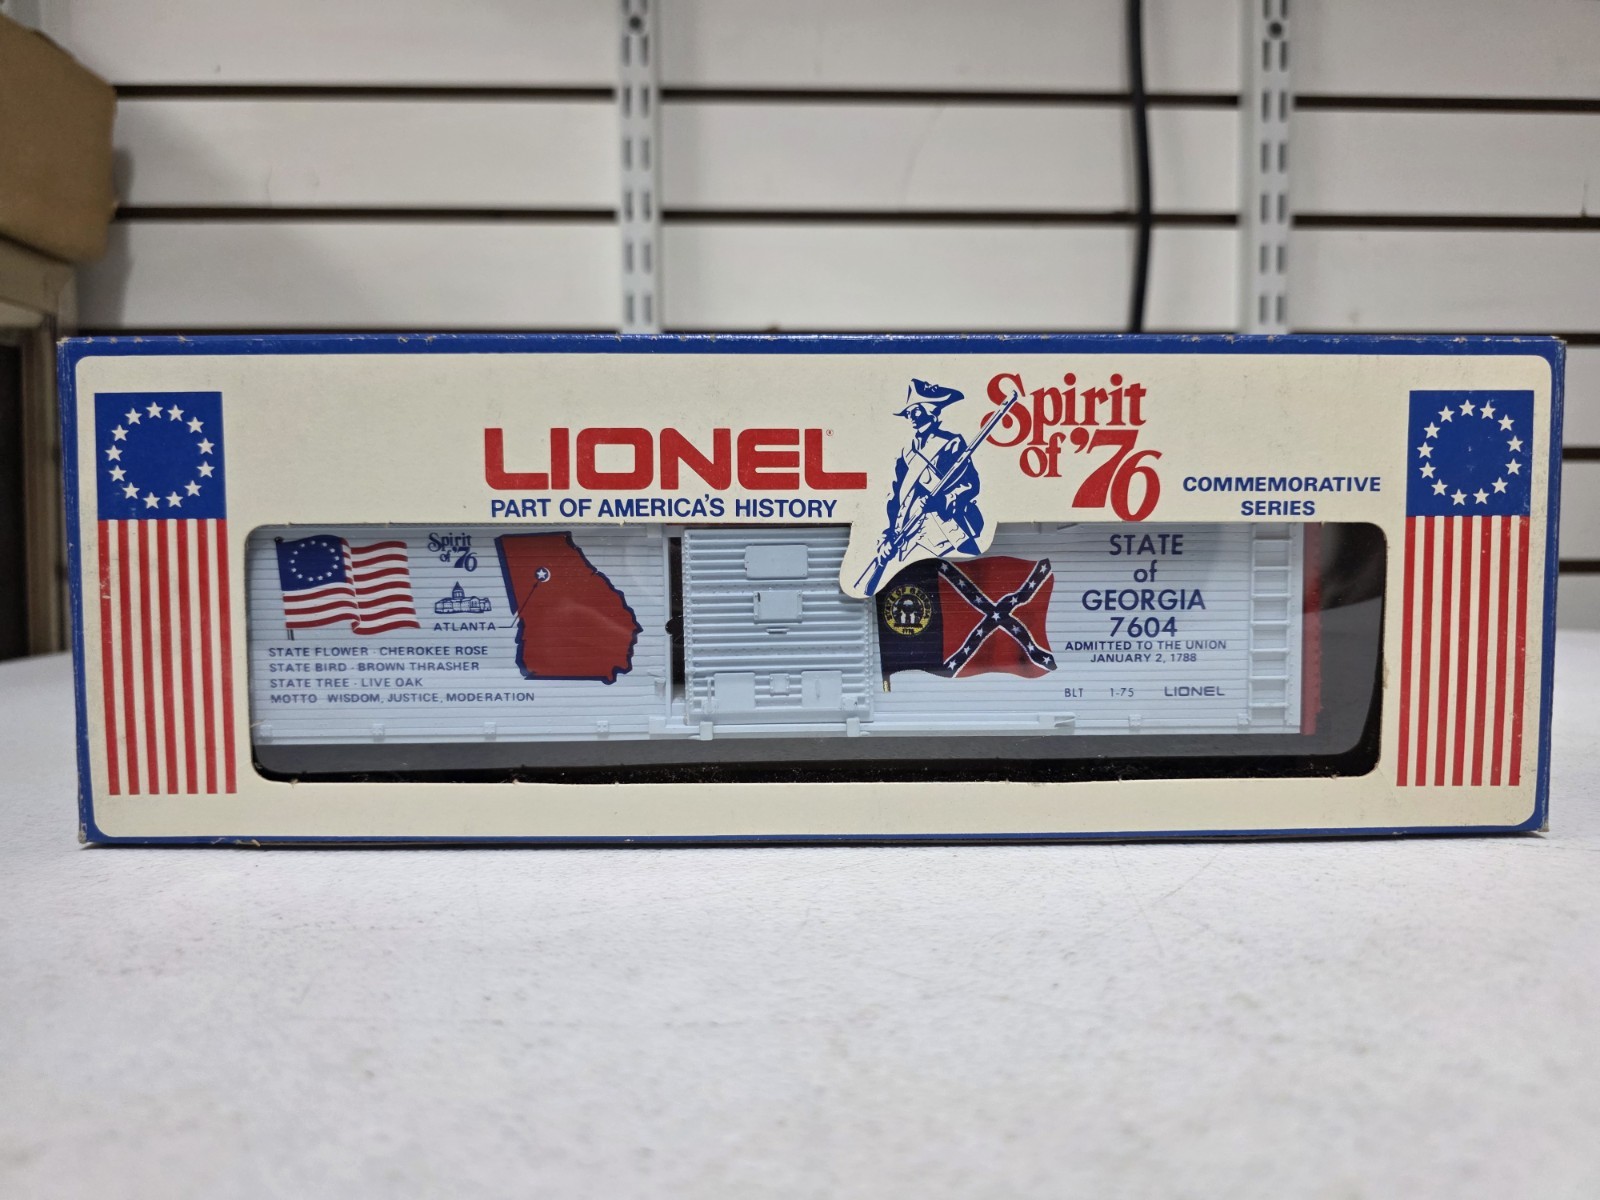 LIONEL
PART OF AMERICA'S HISTORY
Spirit
of '76
COMMEMORATIVE
SERIES
Spirit
of '76
ATLANTA
STATE FLOWER - CHEROKEE ROSE
STATE BIRD - BROWN THRASHER
STATE TREE - LIVE OAK
MOTTO WISDOM, JUSTICE, MODERATION
STATE
of
GEORGIA
7604
ADMITTED TO THE UNION
JANUARY 2, 1788
BLT 1-75 LIONEL
1776